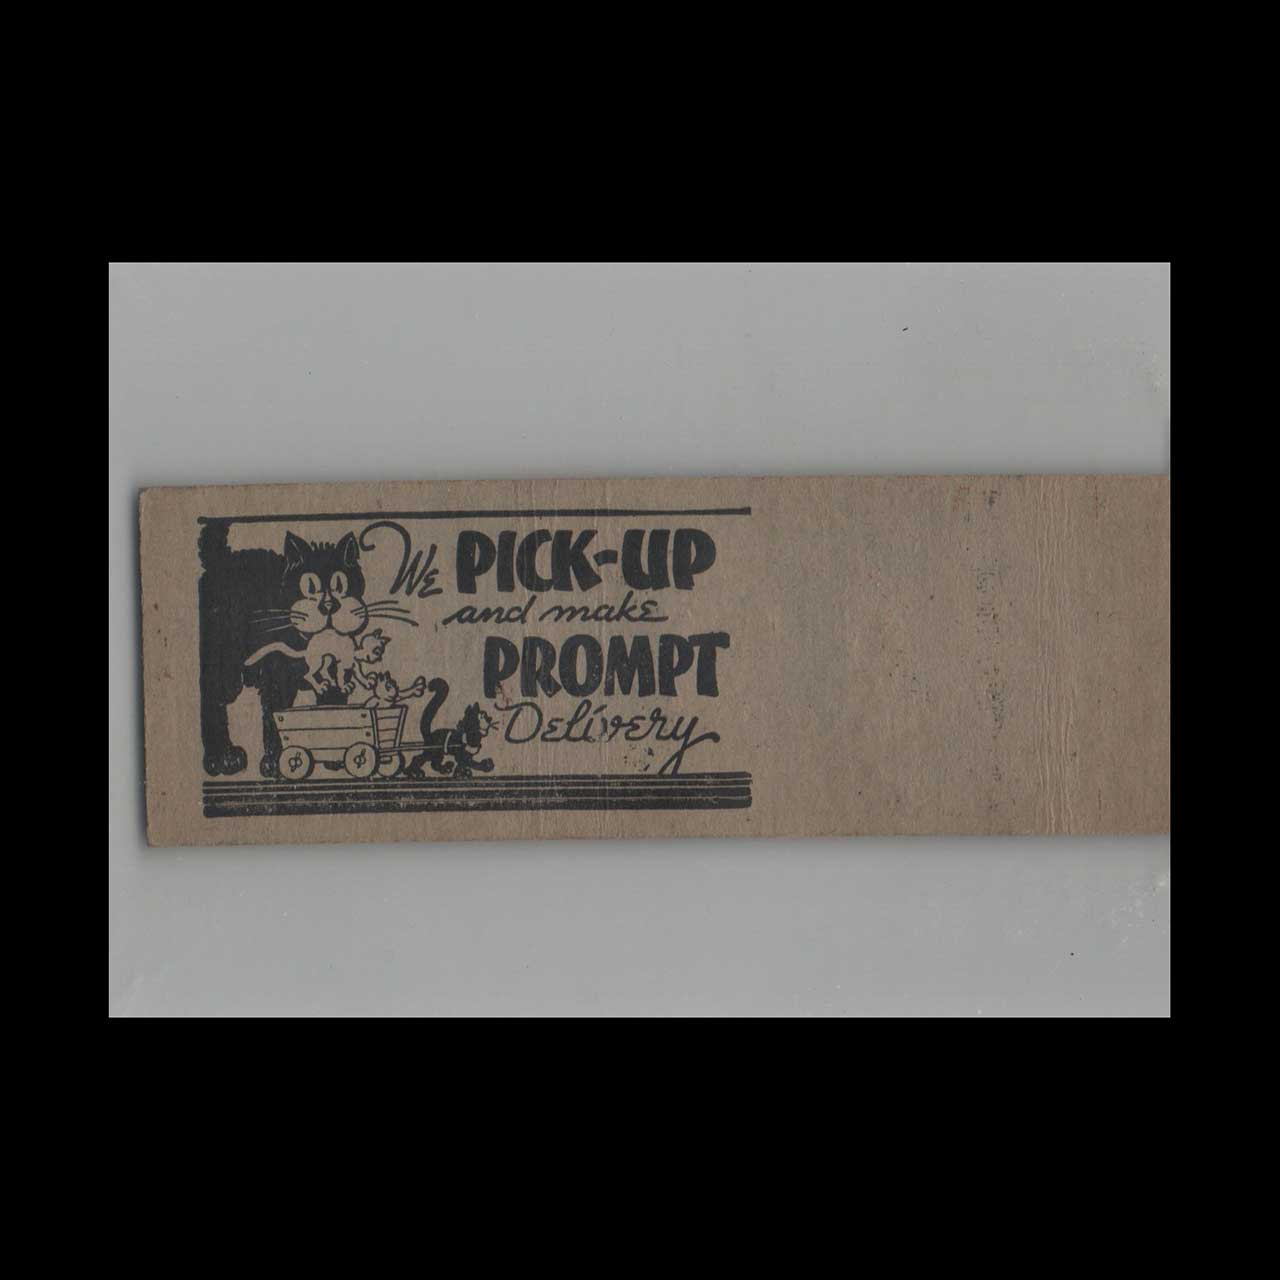 We PICK-UP
and make
PROMPT
Delivery